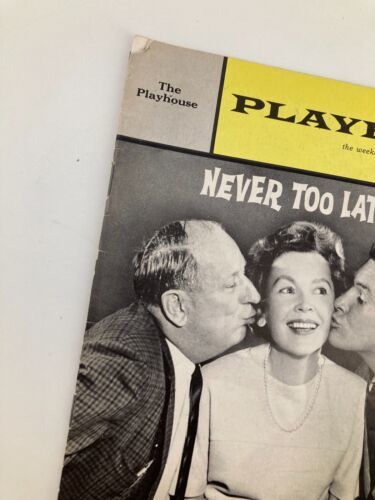 The
Playhouse
PLAYB
the week
NEVER TOO LAT